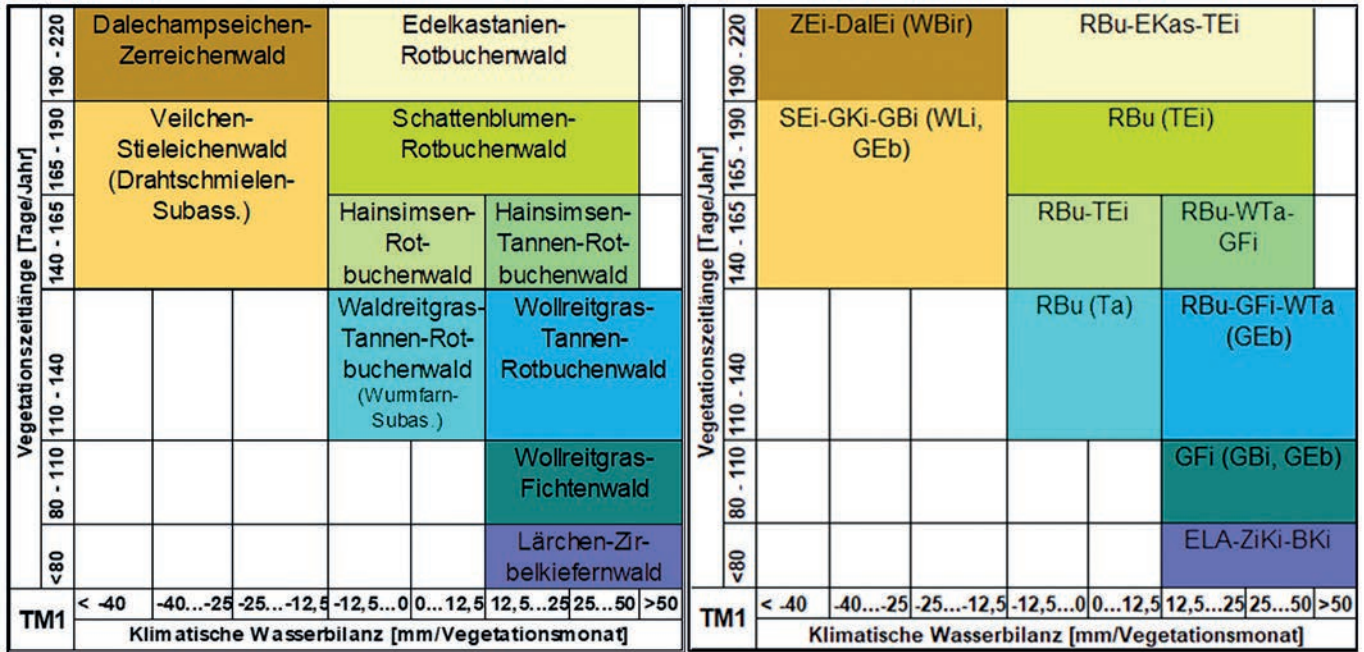 Vegetationszeitlänge [Tage/Jahr]
190 - 220
Dalechampseichen-
Zerreichenwald
Edelkastanien-
Rotbuchenwald
165 - 190
Veilchen-
Stieleichenwald
(Drahtschmielen-
Subass.)
Schattenblumen-
Rotbuchenwald
140 - 165
Hainsimsen-
Rot-
buchenwald
Hainsimsen-
Tannen-Rot-
buchenwald
110 - 140
Waldreitgras-
Tannen-Rot-
buchenwald
(Wurmfarn-
Subas.)
Wollreitgras-
Tannen-
Rotbuchenwald
80 - 110
Wollreitgras-
Fichtenwald
<80
Lärchen-Zir-
belkiefernwald
TM1
< -40 -40...-25 -25...-12,5 -12,5...0 0...12,5 12,5...25 25...50 >50
Klimatische Wasserbilanz [mm/Vegetationsmonat]
Vegetationszeitlänge [Tage/Jahr]
190 - 220
ZEi-DalEi (WBir)
RBu-EKas-TEi
165 - 190
SEi-GKi-GBi (WLi,
GEb)
RBu (TEi)
140 - 165
RBu-TEi
RBu-WTa-
GFi
110 - 140
RBu (Ta)
RBu-GFi-WTa
(GEb)
80 - 110
GFi (GBi, GEb)
<80
ELA-ZiKi-BKi
TM1
< -40 -40...-25 -25...-12,5 -12,5...0 0...12,5 12,5...25 25...50 >50
Klimatische Wasserbilanz [mm/Vegetationsmonat]